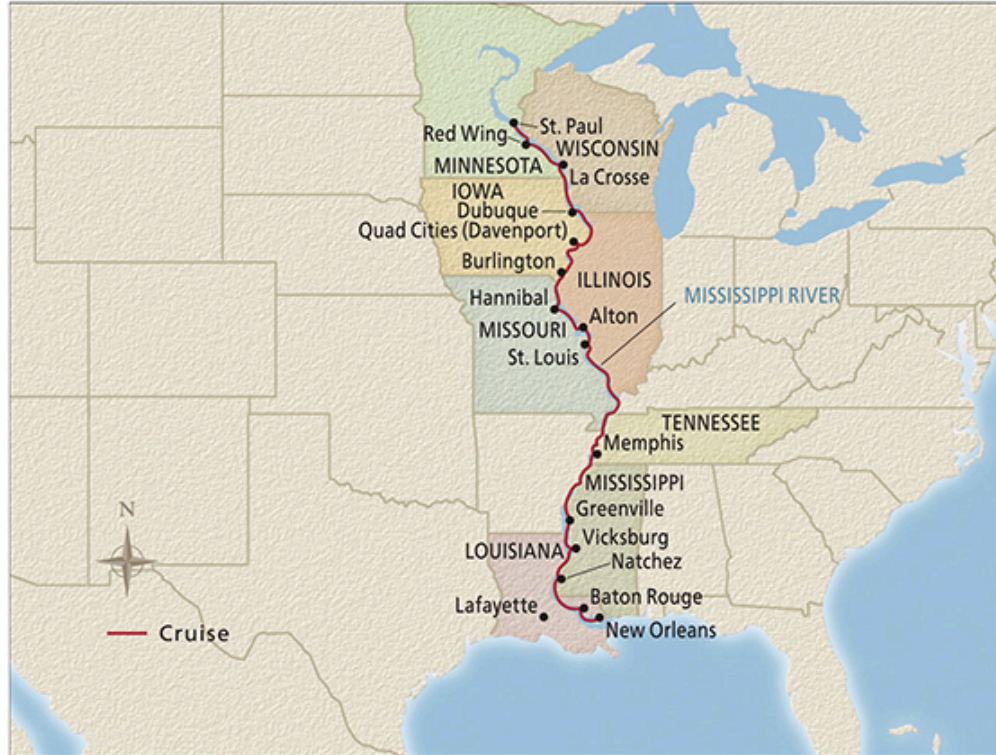 St. Paul
Red Wing
WISCONSIN
MINNESOTA
La Crosse
IOWA
Dubuque
Quad Cities (Davenport)
Burlington
ILLINOIS
Hannibal
MISSISSIPPI RIVER
Alton
MISSOURI
St. Louis
TENNESSEE
Memphis
MISSISSIPPI
N
Greenville
Vicksburg
LOUISIANA
Natchez
Baton Rouge
Lafayette
New Orleans
Cruise